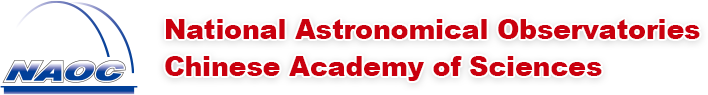 NAOC
National Astronomical Observatories
Chinese Academy of Sciences